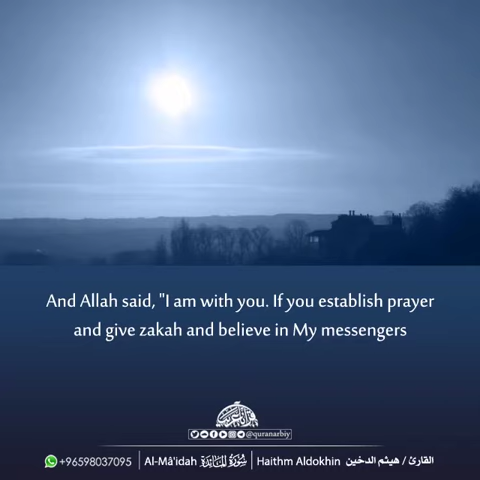 And Allah said, "I am with you. If you establish prayer
and give zakah and believe in My messengers
@quranarbiy
+96598037095 | Al-Mâ'idah سُورَةُ المَائِدَة | Haithm Aldokhin القارئ / هيثم الدخين